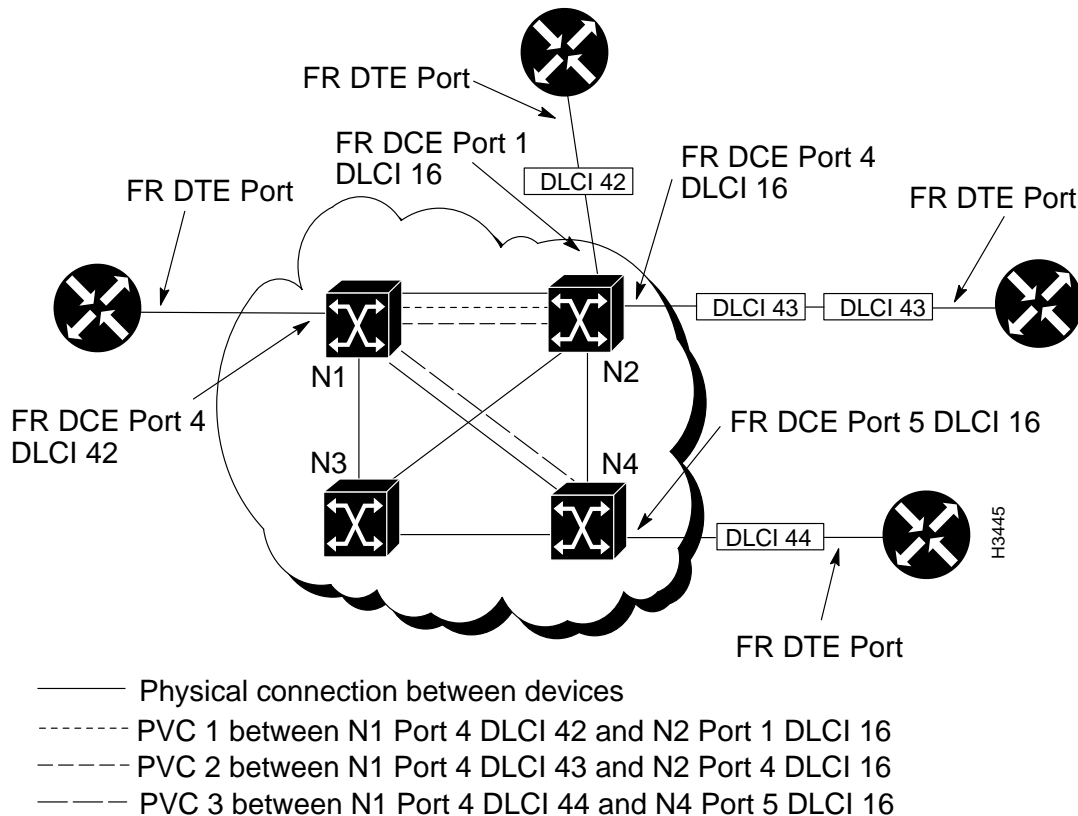 FR DTE Port
FR DCE Port 1
DLCI 16
DLCI 42
FR DCE Port 4
DLCI 16
FR DTE Port
FR DTE Port
DLCI 43
DLCI 43
N1
N2
FR DCE Port 4
DLCI 42
FR DCE Port 5 DLCI 16
N3
N4
DLCI 44
H3445
FR DTE Port
Physical connection between devices
PVC 1 between N1 Port 4 DLCI 42 and N2 Port 1 DLCI 16
PVC 2 between N1 Port 4 DLCI 43 and N2 Port 4 DLCI 16
PVC 3 between N1 Port 4 DLCI 44 and N4 Port 5 DLCI 16